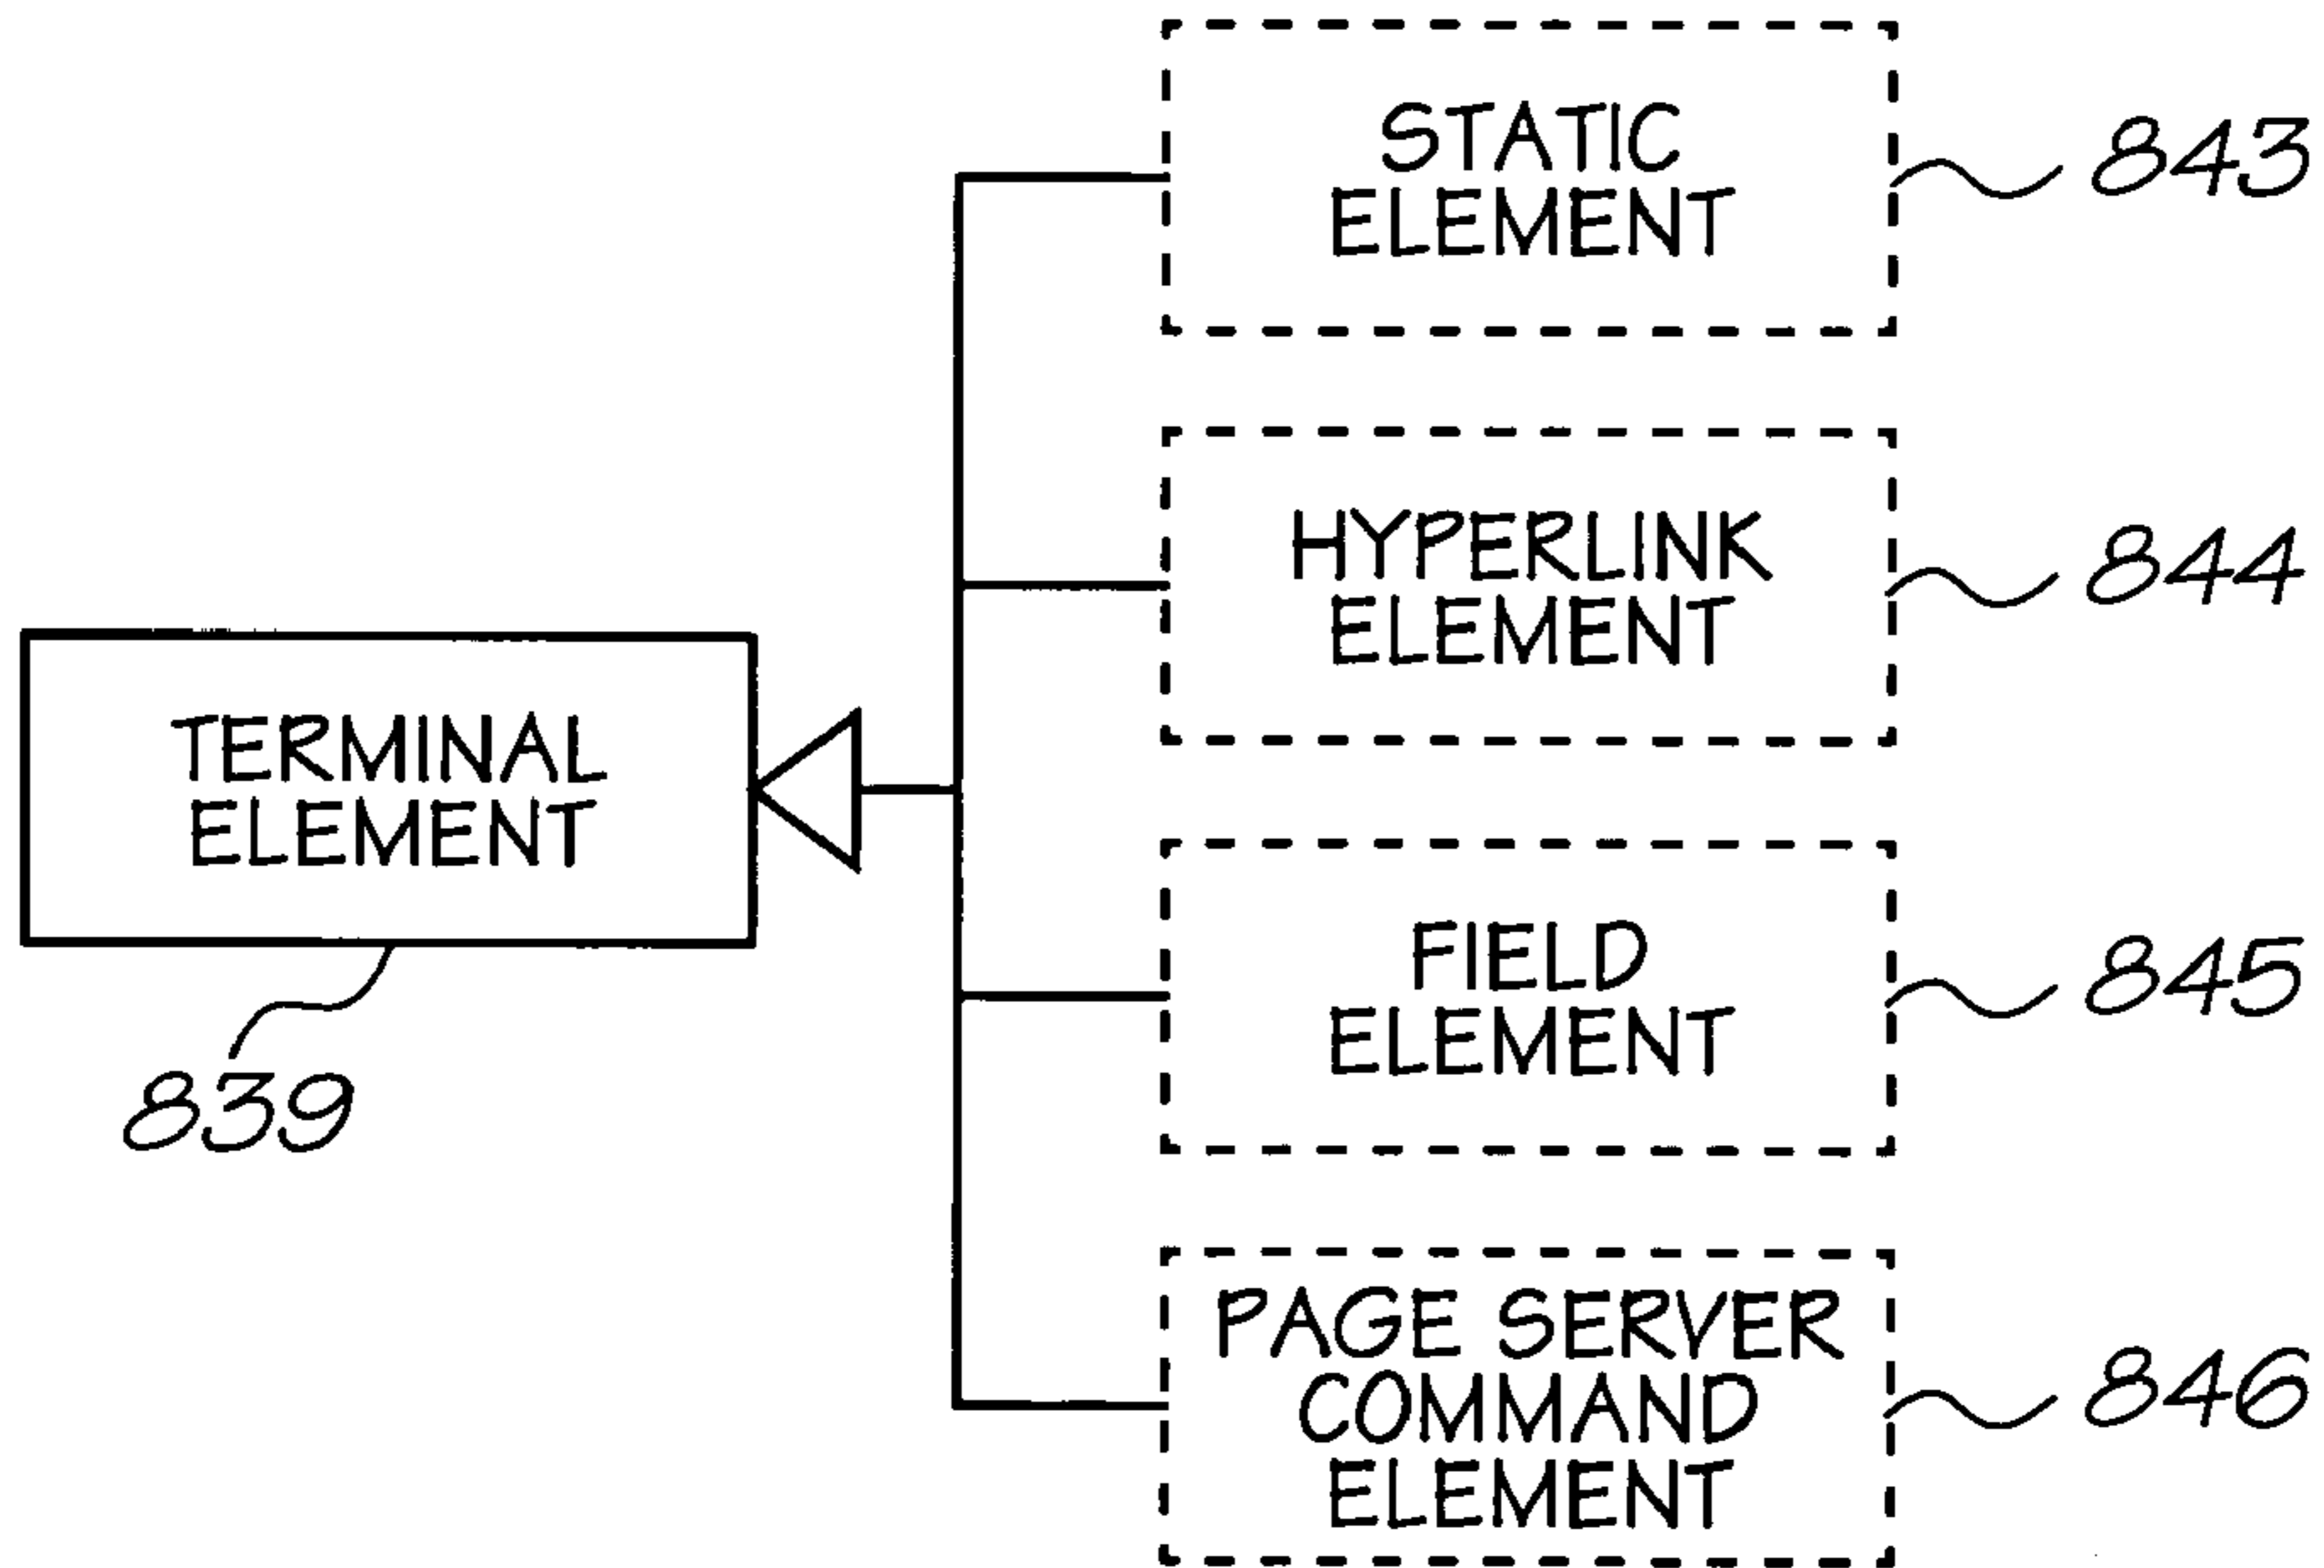 STATIC
ELEMENT
843
HYPERLINK
ELEMENT
844
TERMINAL
ELEMENT
839
FIELD
ELEMENT
845
PAGE SERVER
COMMAND
ELEMENT
846